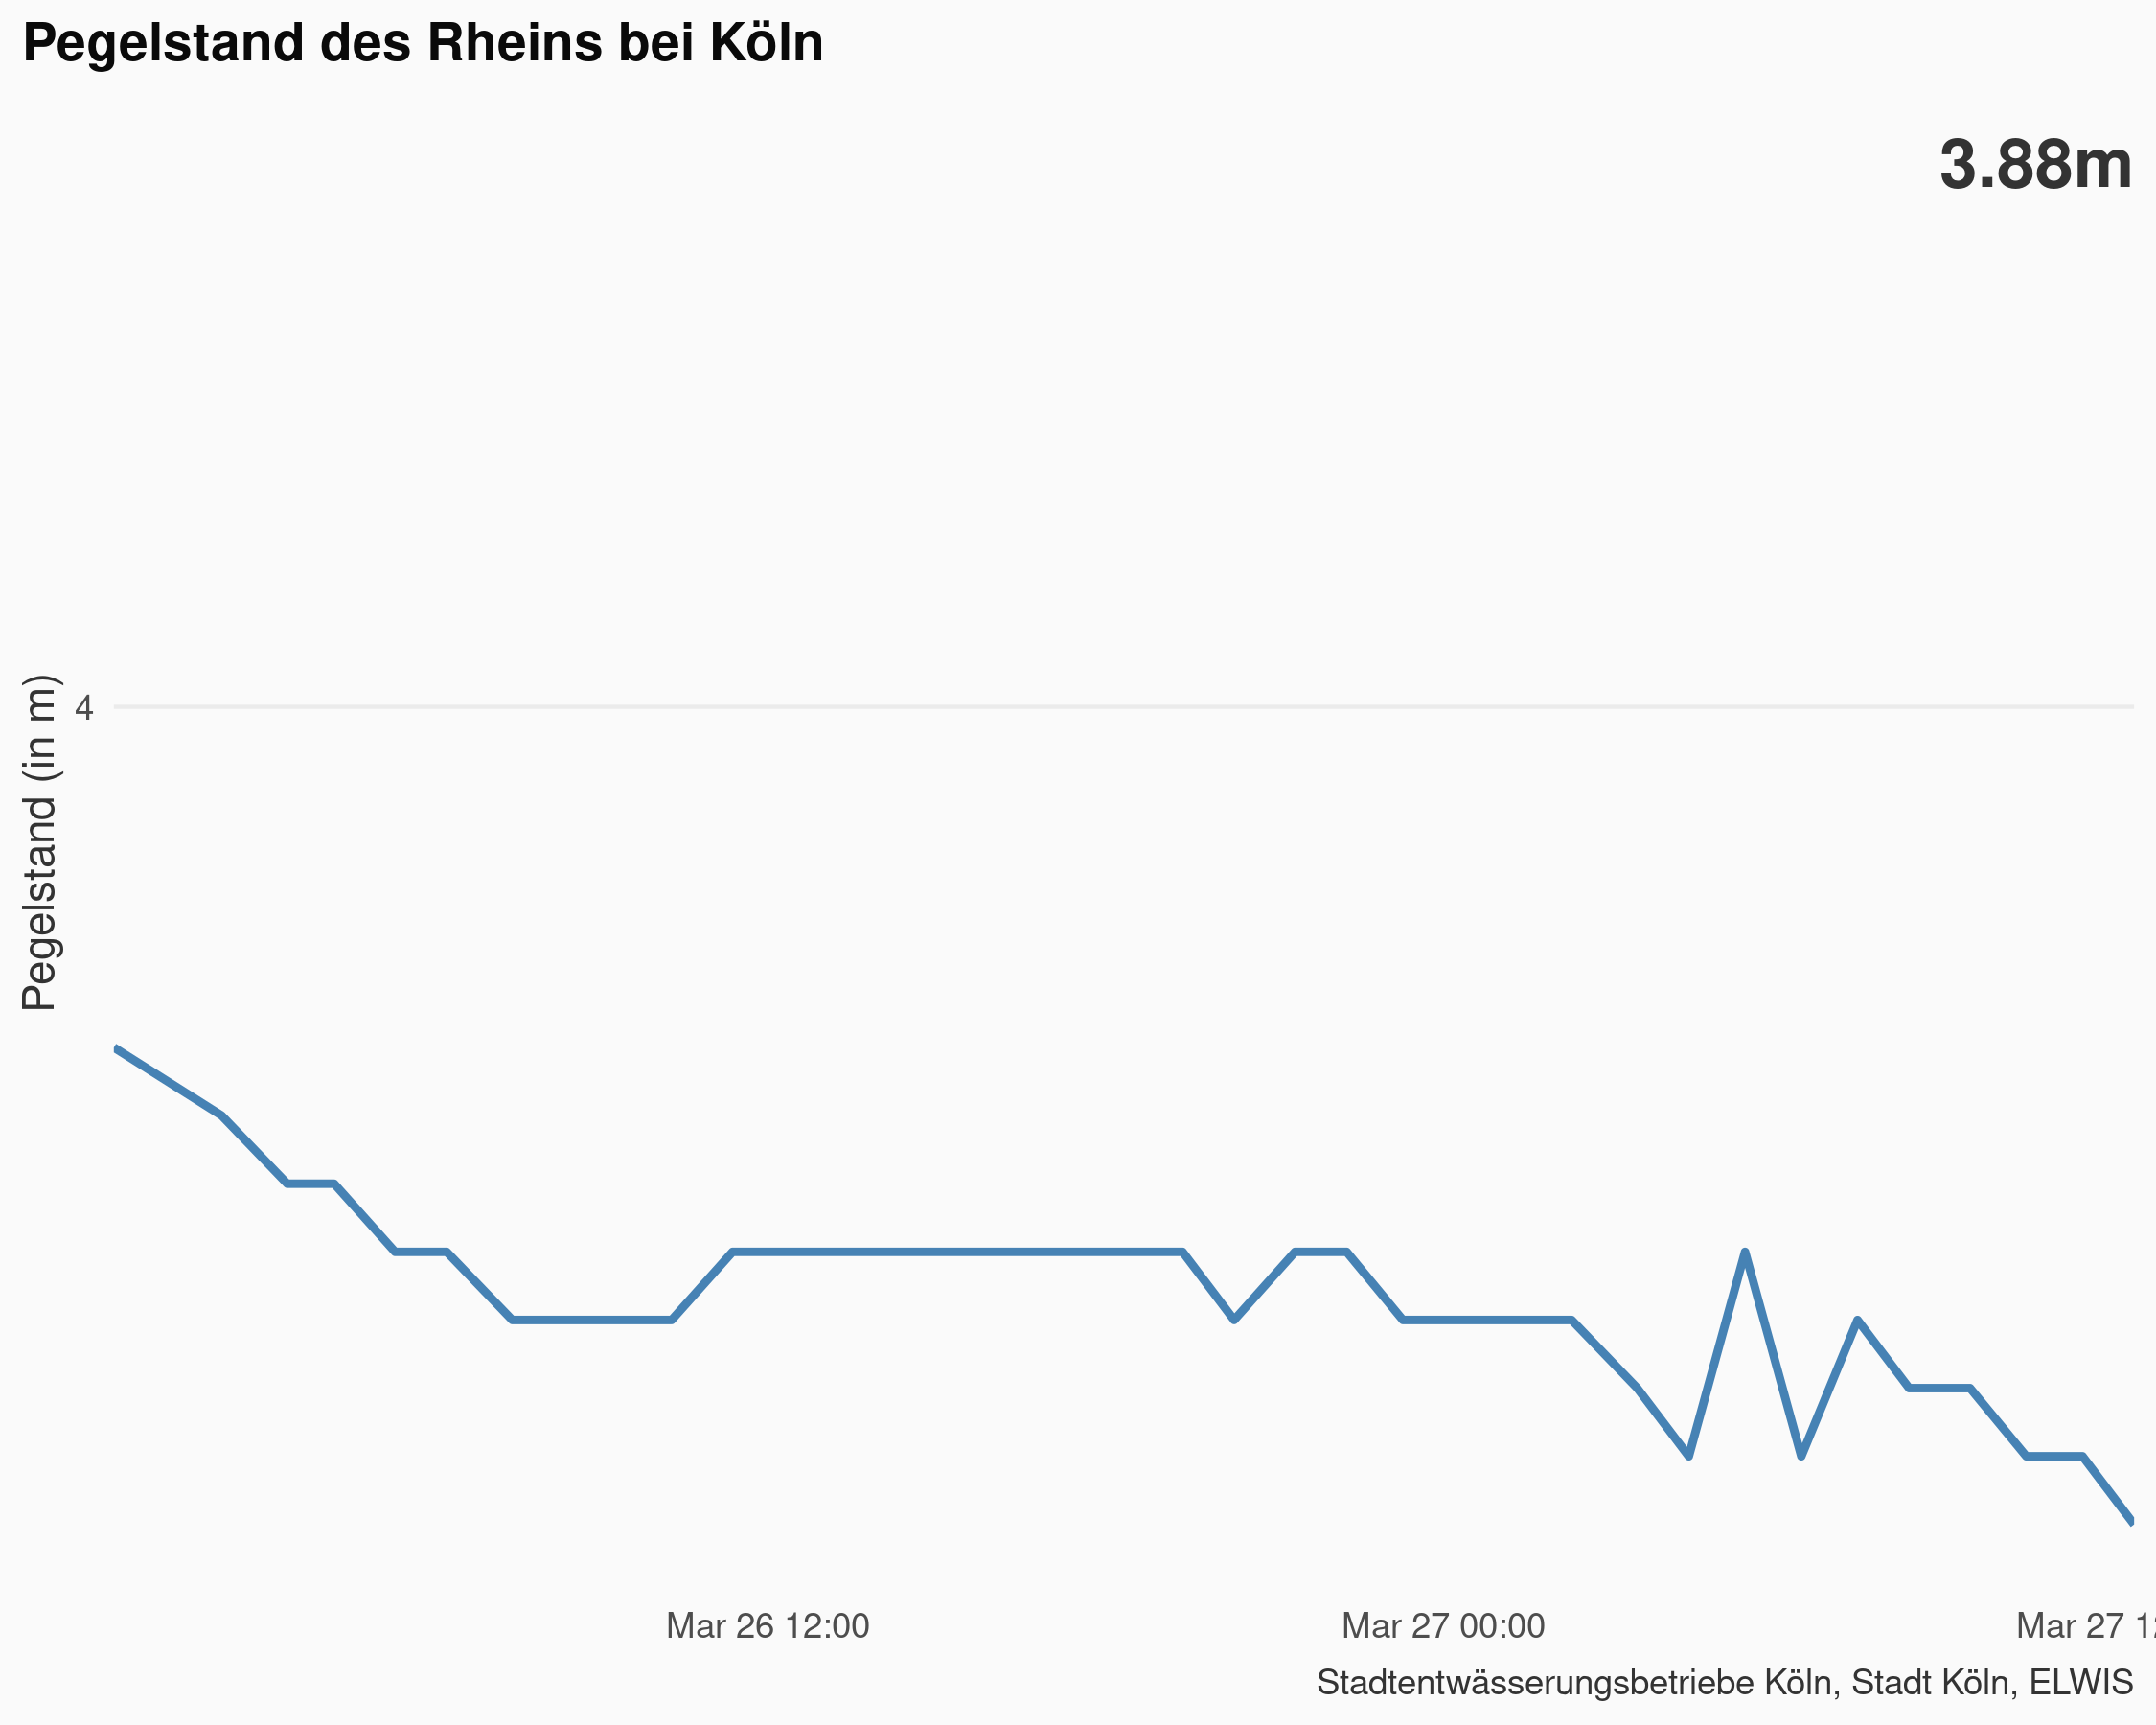 Pegelstand des Rheins bei Köln
3.88m
Pegelstand (in m)
4
Mar 26 12:00
Mar 27 00:00
Mar 27 12
Stadtentwässerungsbetriebe Köln, Stadt Köln, ELWIS